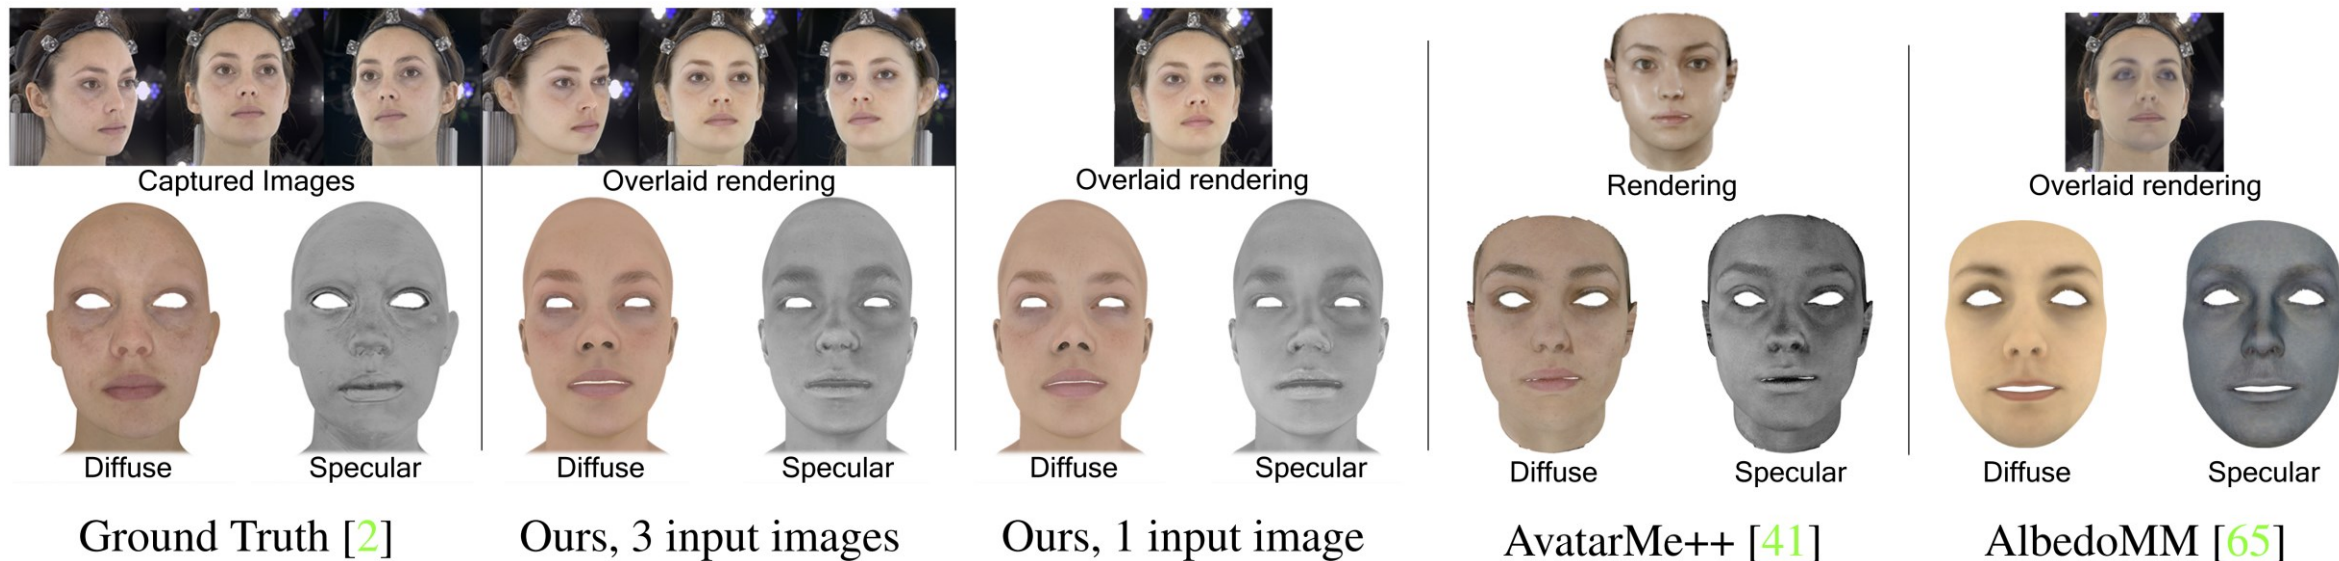 Captured Images
Overlaid rendering
Overlaid rendering
Rendering
Overlaid rendering
Diffuse
Specular
Diffuse
Specular
Diffuse
Specular
Diffuse
Specular
Diffuse
Specular
Ground Truth [2]
Ours, 3 input images
Ours, 1 input image
AvatarMe++ [41]
AlbedoMM [65]